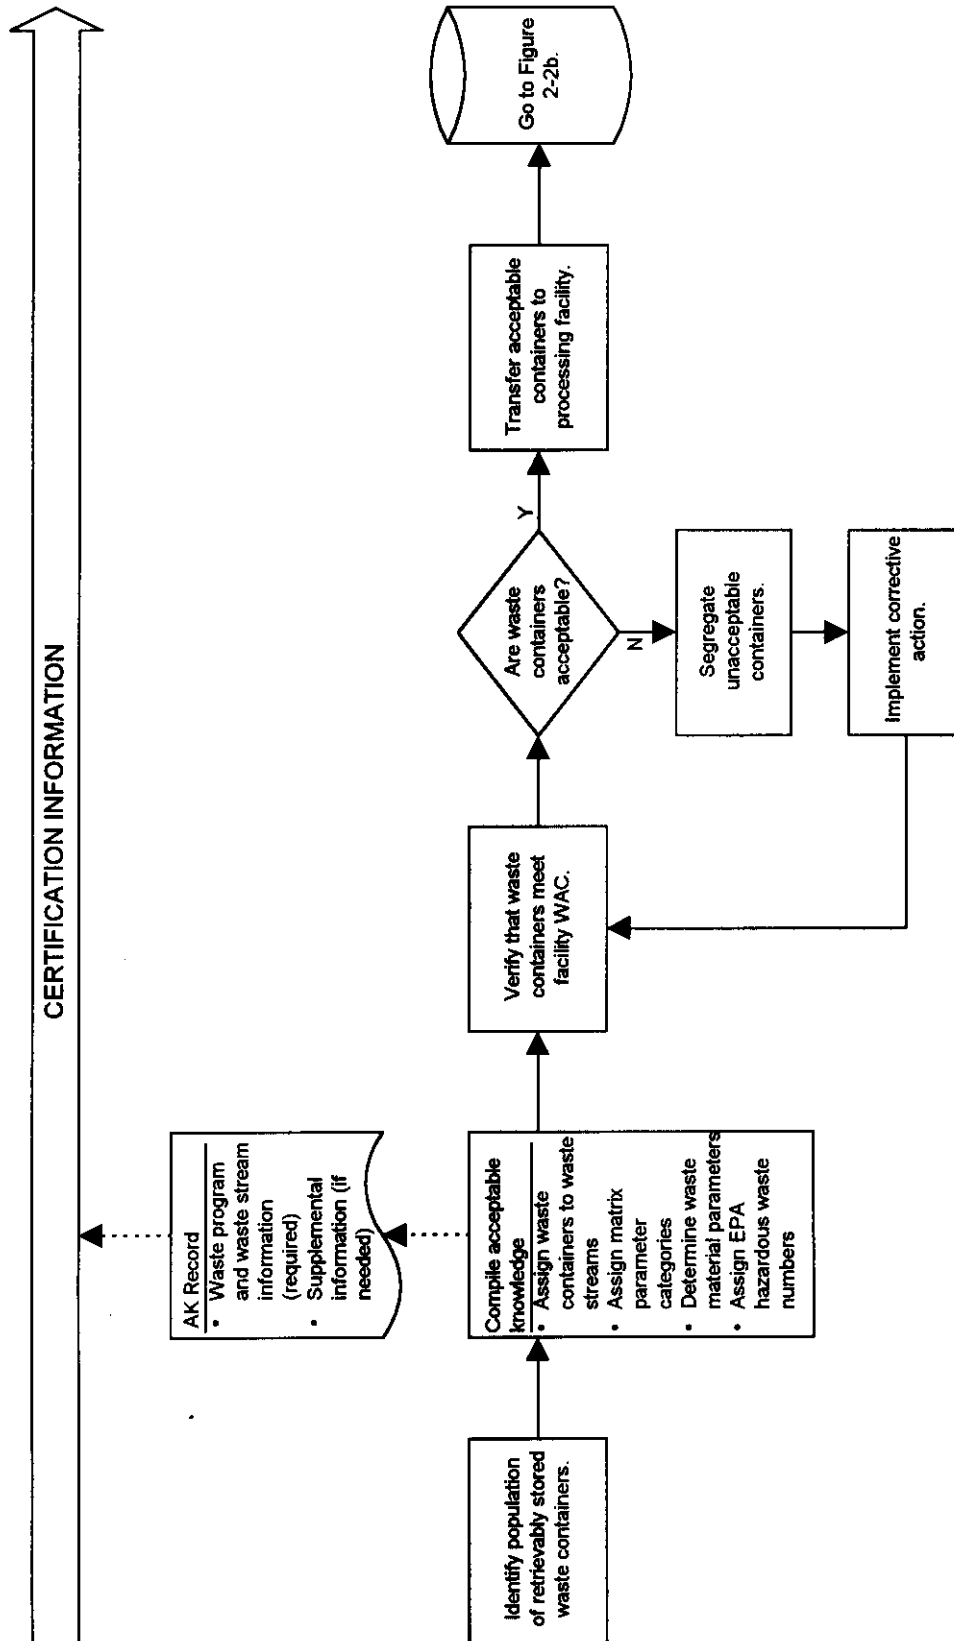 CERTIFICATION INFORMATION
AK Record
• Waste program
and waste stream
information
(required)
• Supplemental
information (if
needed)
Identify population
of retrievably stored
waste containers.
Compile acceptable
knowledge
• Assign waste
containers to waste
streams
• Assign matrix
parameter
categories
• Determine waste
material parameters
• Assign EPA
hazardous waste
numbers
Verify that waste
containers meet
facility WAC.
Are waste
containers
acceptable?
Y
N
Transfer acceptable
containers to
processing facility.
Go to Figure
2-2b.
Segregate
unacceptable
containers.
Implement corrective
action.